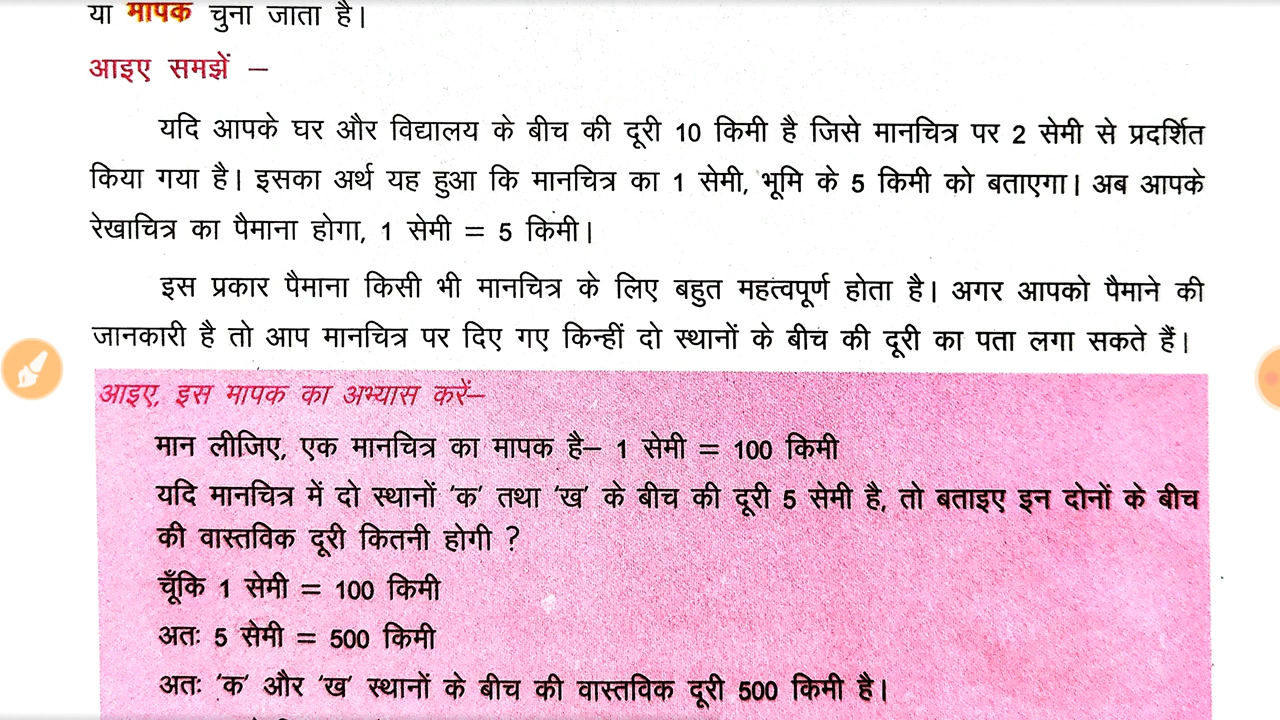 या मापक चुना जाता है।
आइए समझें –
यदि आपके घर और विद्यालय के बीच की दूरी 10 किमी है जिसे मानचित्र पर 2 सेमी से प्रदर्शित
किया गया है। इसका अर्थ यह हुआ कि मानचित्र का 1 सेमी, भूमि के 5 किमी को बताएगा। अब आपके
रेखाचित्र का पैमाना होगा, 1 सेमी = 5 किमी।
इस प्रकार पैमाना किसी भी मानचित्र के लिए बहुत महत्वपूर्ण होता है। अगर आपको पैमाने की
जानकारी है तो आप मानचित्र पर दिए गए किन्हीं दो स्थानों के बीच की दूरी का पता लगा सकते हैं।
आइए, इस मापक का अभ्यास करें–
मान लीजिए, एक मानचित्र का मापक है– 1 सेमी = 100 किमी
यदि मानचित्र में दो स्थानों ‘क’ तथा ‘ख’ के बीच की दूरी 5 सेमी है, तो बताइए इन दोनों के बीच
की वास्तविक दूरी कितनी होगी ?
चूँकि 1 सेमी = 100 किमी
अतः 5 सेमी = 500 किमी
अतः ‘क’ और ‘ख’ स्थानों के बीच की वास्तविक दूरी 500 किमी है।